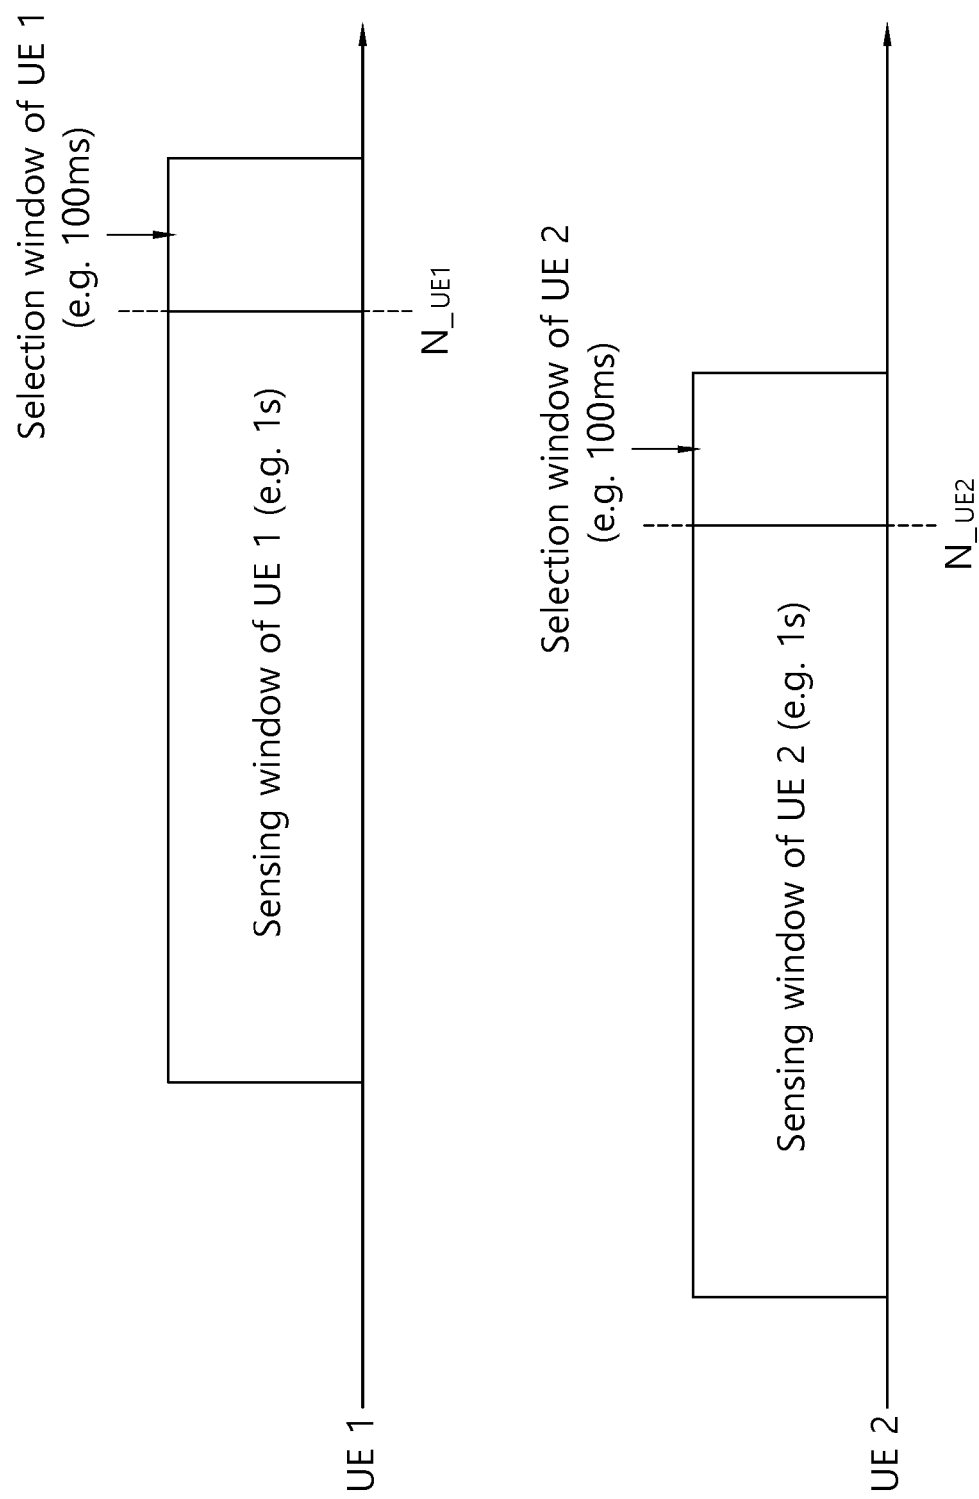 Selection window of UE 1
(e.g. 100ms)
Sensing window of UE 1 (e.g. 1s)
N_UE1
UE 1
Selection window of UE 2
(e.g. 100ms)
Sensing window of UE 2 (e.g. 1s)
N_UE2
UE 2